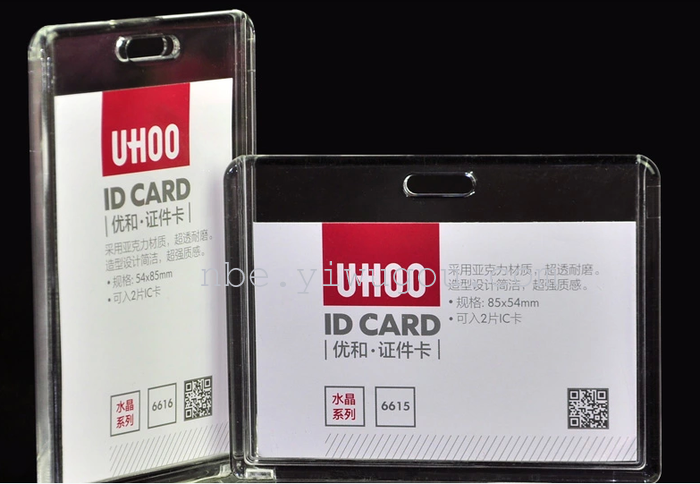 UHOO
ID CARD
优和·证件卡
采用亚克力材质，超透耐磨。
造型设计简洁，超强质感。
• 规格: 54x85mm
• 可入2片IC卡
水晶
系列
6616
UHOO
ID CARD
优和·证件卡
采用亚克力材质，超透耐磨。
造型设计简洁，超强质感。
• 规格: 85x54mm
• 可入2片IC卡
水晶
系列
6615